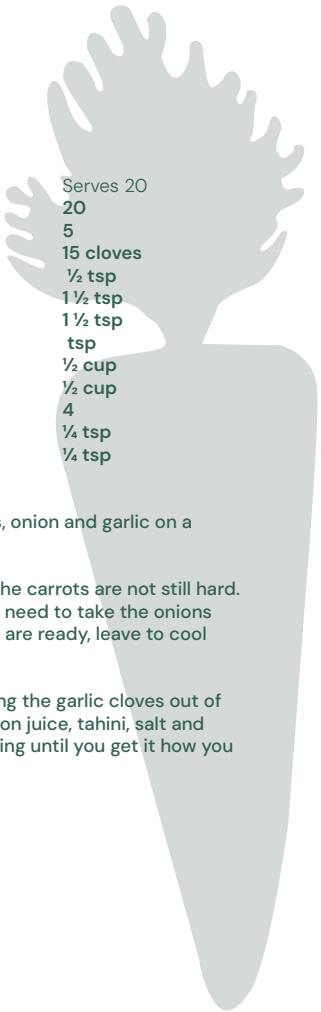 Serves 20
20
5
15 cloves
½ tsp
1 ½ tsp
1 ½ tsp
tsp
½ cup
½ cup
4
¼ tsp
¼ tsp
, onion and garlic on a
he carrots are not still hard.
need to take the onions
are ready, leave to cool
ng the garlic cloves out of
on juice, tahini, salt and
ing until you get it how you